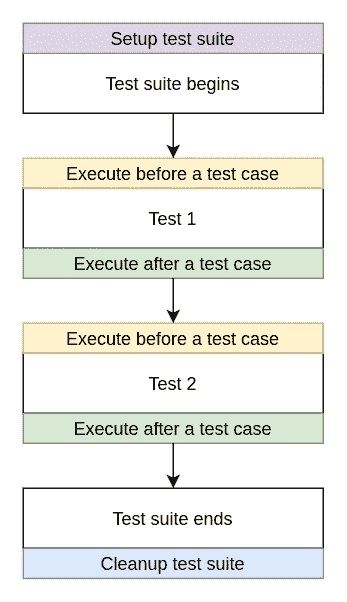 Setup test suite
Test suite begins
Execute before a test case
Test 1
Execute after a test case
Execute before a test case
Test 2
Execute after a test case
Test suite ends
Cleanup test suite